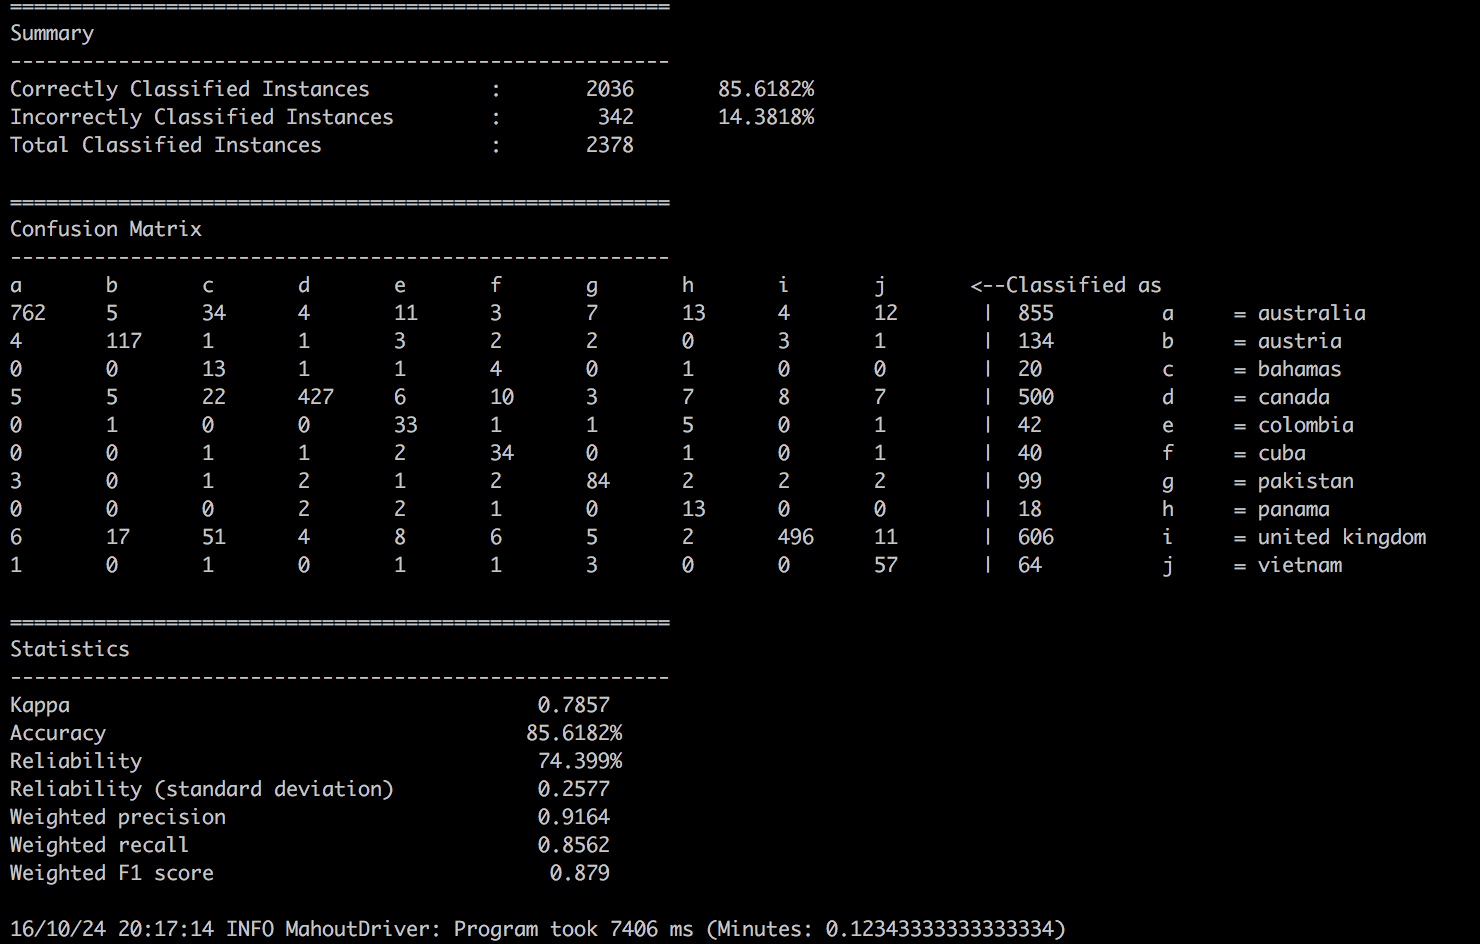 =======================================================
Summary
-------------------------------------------------------
Correctly Classified Instances          :       2036       85.6182%
Incorrectly Classified Instances        :        342       14.3818%
Total Classified Instances              :       2378
=======================================================
Confusion Matrix
-------------------------------------------------------
a       b       c       d       e       f       g       h       i       j       <--Classified as
762     5       34      4       11      3       7       13      4       12       |  855         a     = australia
4       117     1       1       3       2       2       0       3       1        |  134         b     = austria
0       0       13      1       1       4       0       1       0       0        |  20          c     = bahamas
5       5       22      427     6       10      3       7       8       7        |  500         d     = canada
0       1       0       0       33      1       1       5       0       1        |  42          e     = colombia
0       0       1       1       2       34      0       1       0       1        |  40          f     = cuba
3       0       1       2       1       2       84      2       2       2        |  99          g     = pakistan
0       0       0       2       2       1       0       13      0       0        |  18          h     = panama
6       17      51      4       8       6       5       2       496     11       |  606         i     = united kingdom
1       0       1       0       1       1       3       0       0       57       |  64          j     = vietnam
=======================================================
Statistics
-------------------------------------------------------
Kappa                                       0.7857
Accuracy                                   85.6182%
Reliability                                 74.399%
Reliability (standard deviation)            0.2577
Weighted precision                          0.9164
Weighted recall                             0.8562
Weighted F1 score                            0.879
16/10/24 20:17:14 INFO MahoutDriver: Program took 7406 ms (Minutes: 0.12343333333333334)